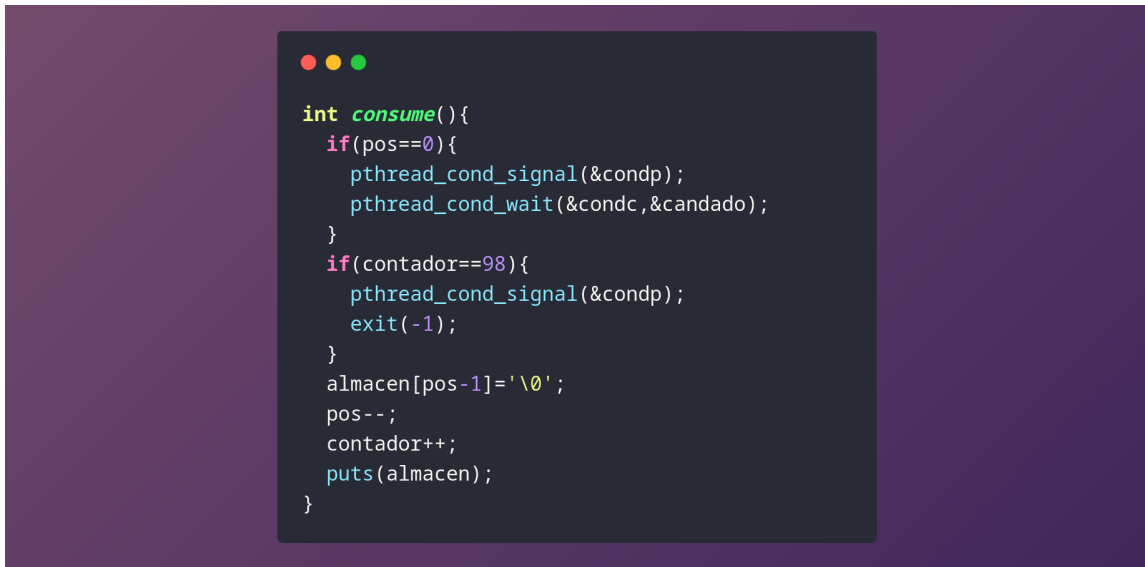 int consume(){
  if(pos==0){
    pthread_cond_signal(&condp);
    pthread_cond_wait(&condc,&candado);
  }
  if(contador==98){
    pthread_cond_signal(&condp);
    exit(-1);
  }
  almacen[pos-1]='\0';
  pos--;
  contador++;
  puts(almacen);
}